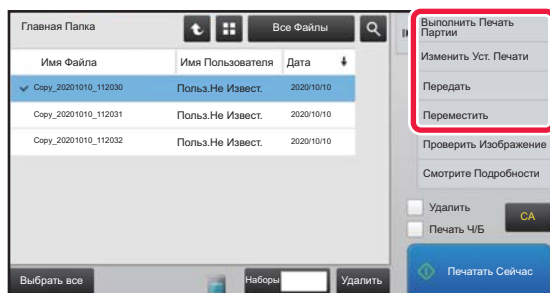 Главная Папка
Все Файлы
Имя Файла Имя Пользователя Дата
Copy_20201010_112030 Польз.Не Извест. 2020/10/10
Copy_20201010_112031 Польз.Не Извест. 2020/10/10
Copy_20201010_112032 Польз.Не Извест. 2020/10/10
Выбрать все
Наборы
Удалить
Выполнить Печать
Партии
Изменить Уст. Печати
Передать
Переместить
Проверить Изображение
Смотрите Подробности
Удалить
Печать Ч/Б
CA
Печатать Сейчас